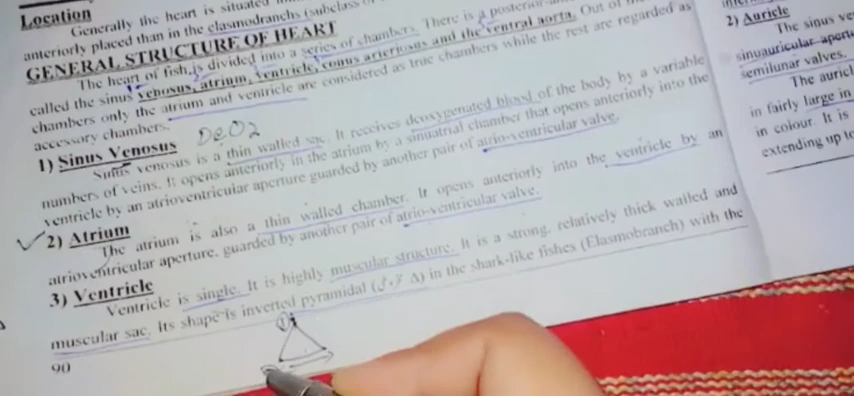 Location
Generally the heart is situated
anteriorly placed than in the elasmodranchs (subclass
GENERAL STRUCTURE OF HEART
The heart of fish, is divided into a series of chambers. There is a posterior
called the sinus venosus, atrium, ventricle, conus arteriosus and the ventral aorta. Out of
chambers only the atrium and ventricle are considered as true chambers while the rest are regarded as
accessory chambers.
DeO2
1) Sinus Venosus
Sinus venosus is a thin walled sac. It receives deoxygenated blood of the body by a variable
numbers of veins. It opens anteriorly in the atrium by a sinuatrial chamber that opens anteriorly into the
ventricle by an atrioventricular aperture guarded by another pair of atrio-ventricular valve.
2) Atrium
The atrium is also a thin walled chamber. It opens anteriorly into the ventricle by an
atrioventricular aperture, guarded by another pair of atrio-ventricular valve.
3) Ventricle
Ventricle is single. It is highly muscular structure. It is a strong, relatively thick walled and
muscular sac. Its shape is inverted pyramidal ( Δ) in the shark-like fishes (Elasmobranch) with the
90
2) Auricle
The sinus
sinuauricular
semilunar valves.
The
in fairly large in
in colour. It is
extending up to